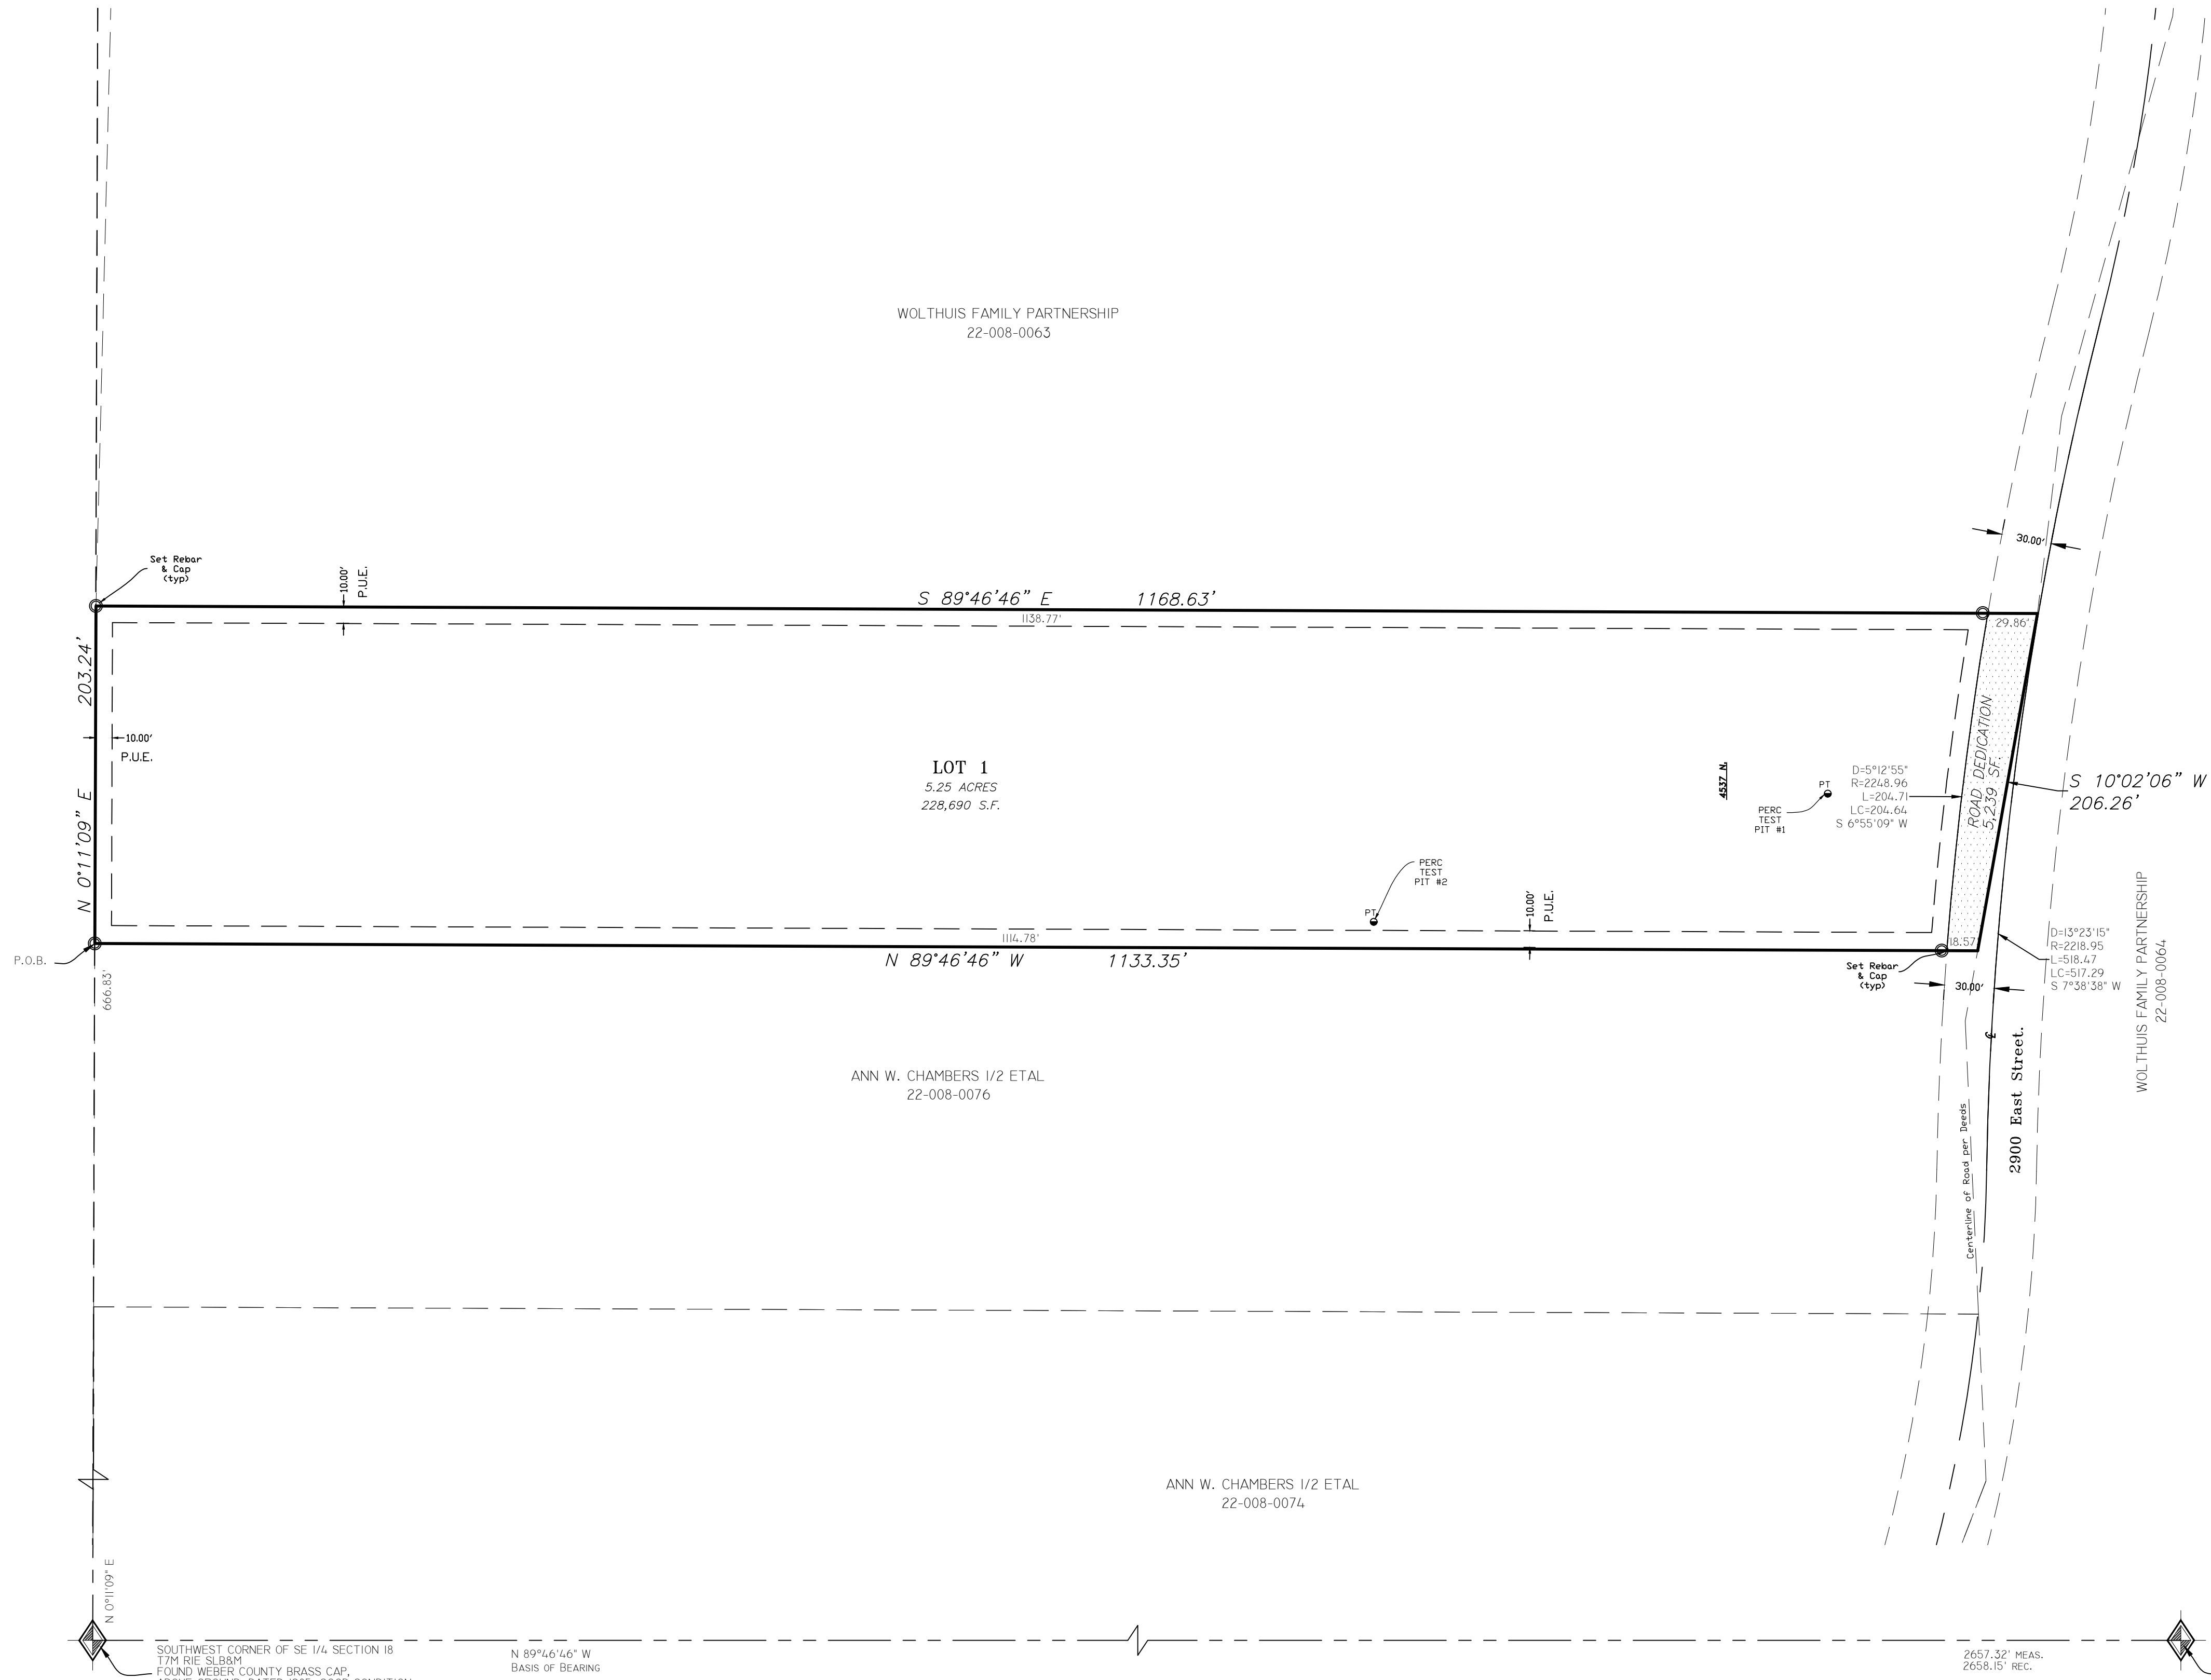 WOLTHUIS FAMILY PARTNERSHIP
22-008-0063
30.00'
Set Rebar
& Cap
(typ)
10.00'
P.U.E.
S 89°46'46" E 1168.63'
1138.77'
29.86'
N 0°11'09" E 203.24'
10.00'
P.U.E.
LOT 1
5.25 ACRES
228,690 S.F.
4537 N.
PT
PERC
TEST
PIT #1
D=5°12'55"
R=2248.96
L=204.71
LC=204.64
S 6°55'09" W
ROAD DEDICATION
5,239 SF.
S 10°02'06" W
206.26'
PERC
TEST
PIT #2
PT
10.00'
P.U.E.
1114.78'
18.57'
N 89°46'46" W 1133.35'
P.O.B.
666.83'
Set Rebar
& Cap
(typ)
30.00'
D=13°23'15"
R=2218.95
L=518.47
LC=517.29
S 7°38'38" W
WOLTHUIS FAMILY PARTNERSHIP
22-008-0064
ANN W. CHAMBERS 1/2 ETAL
22-008-0076
Centerline of Road per Deeds
2900 East Street.
ANN W. CHAMBERS 1/2 ETAL
22-008-0074
N 0°11'09" E
SOUTHWEST CORNER OF SE 1/4 SECTION 18
T7M R1E SLB&M
FOUND WEBER COUNTY BRASS CAP,
N 89°46'46" W
BASIS OF BEARING
2657.32' MEAS.
2658.15' REC.